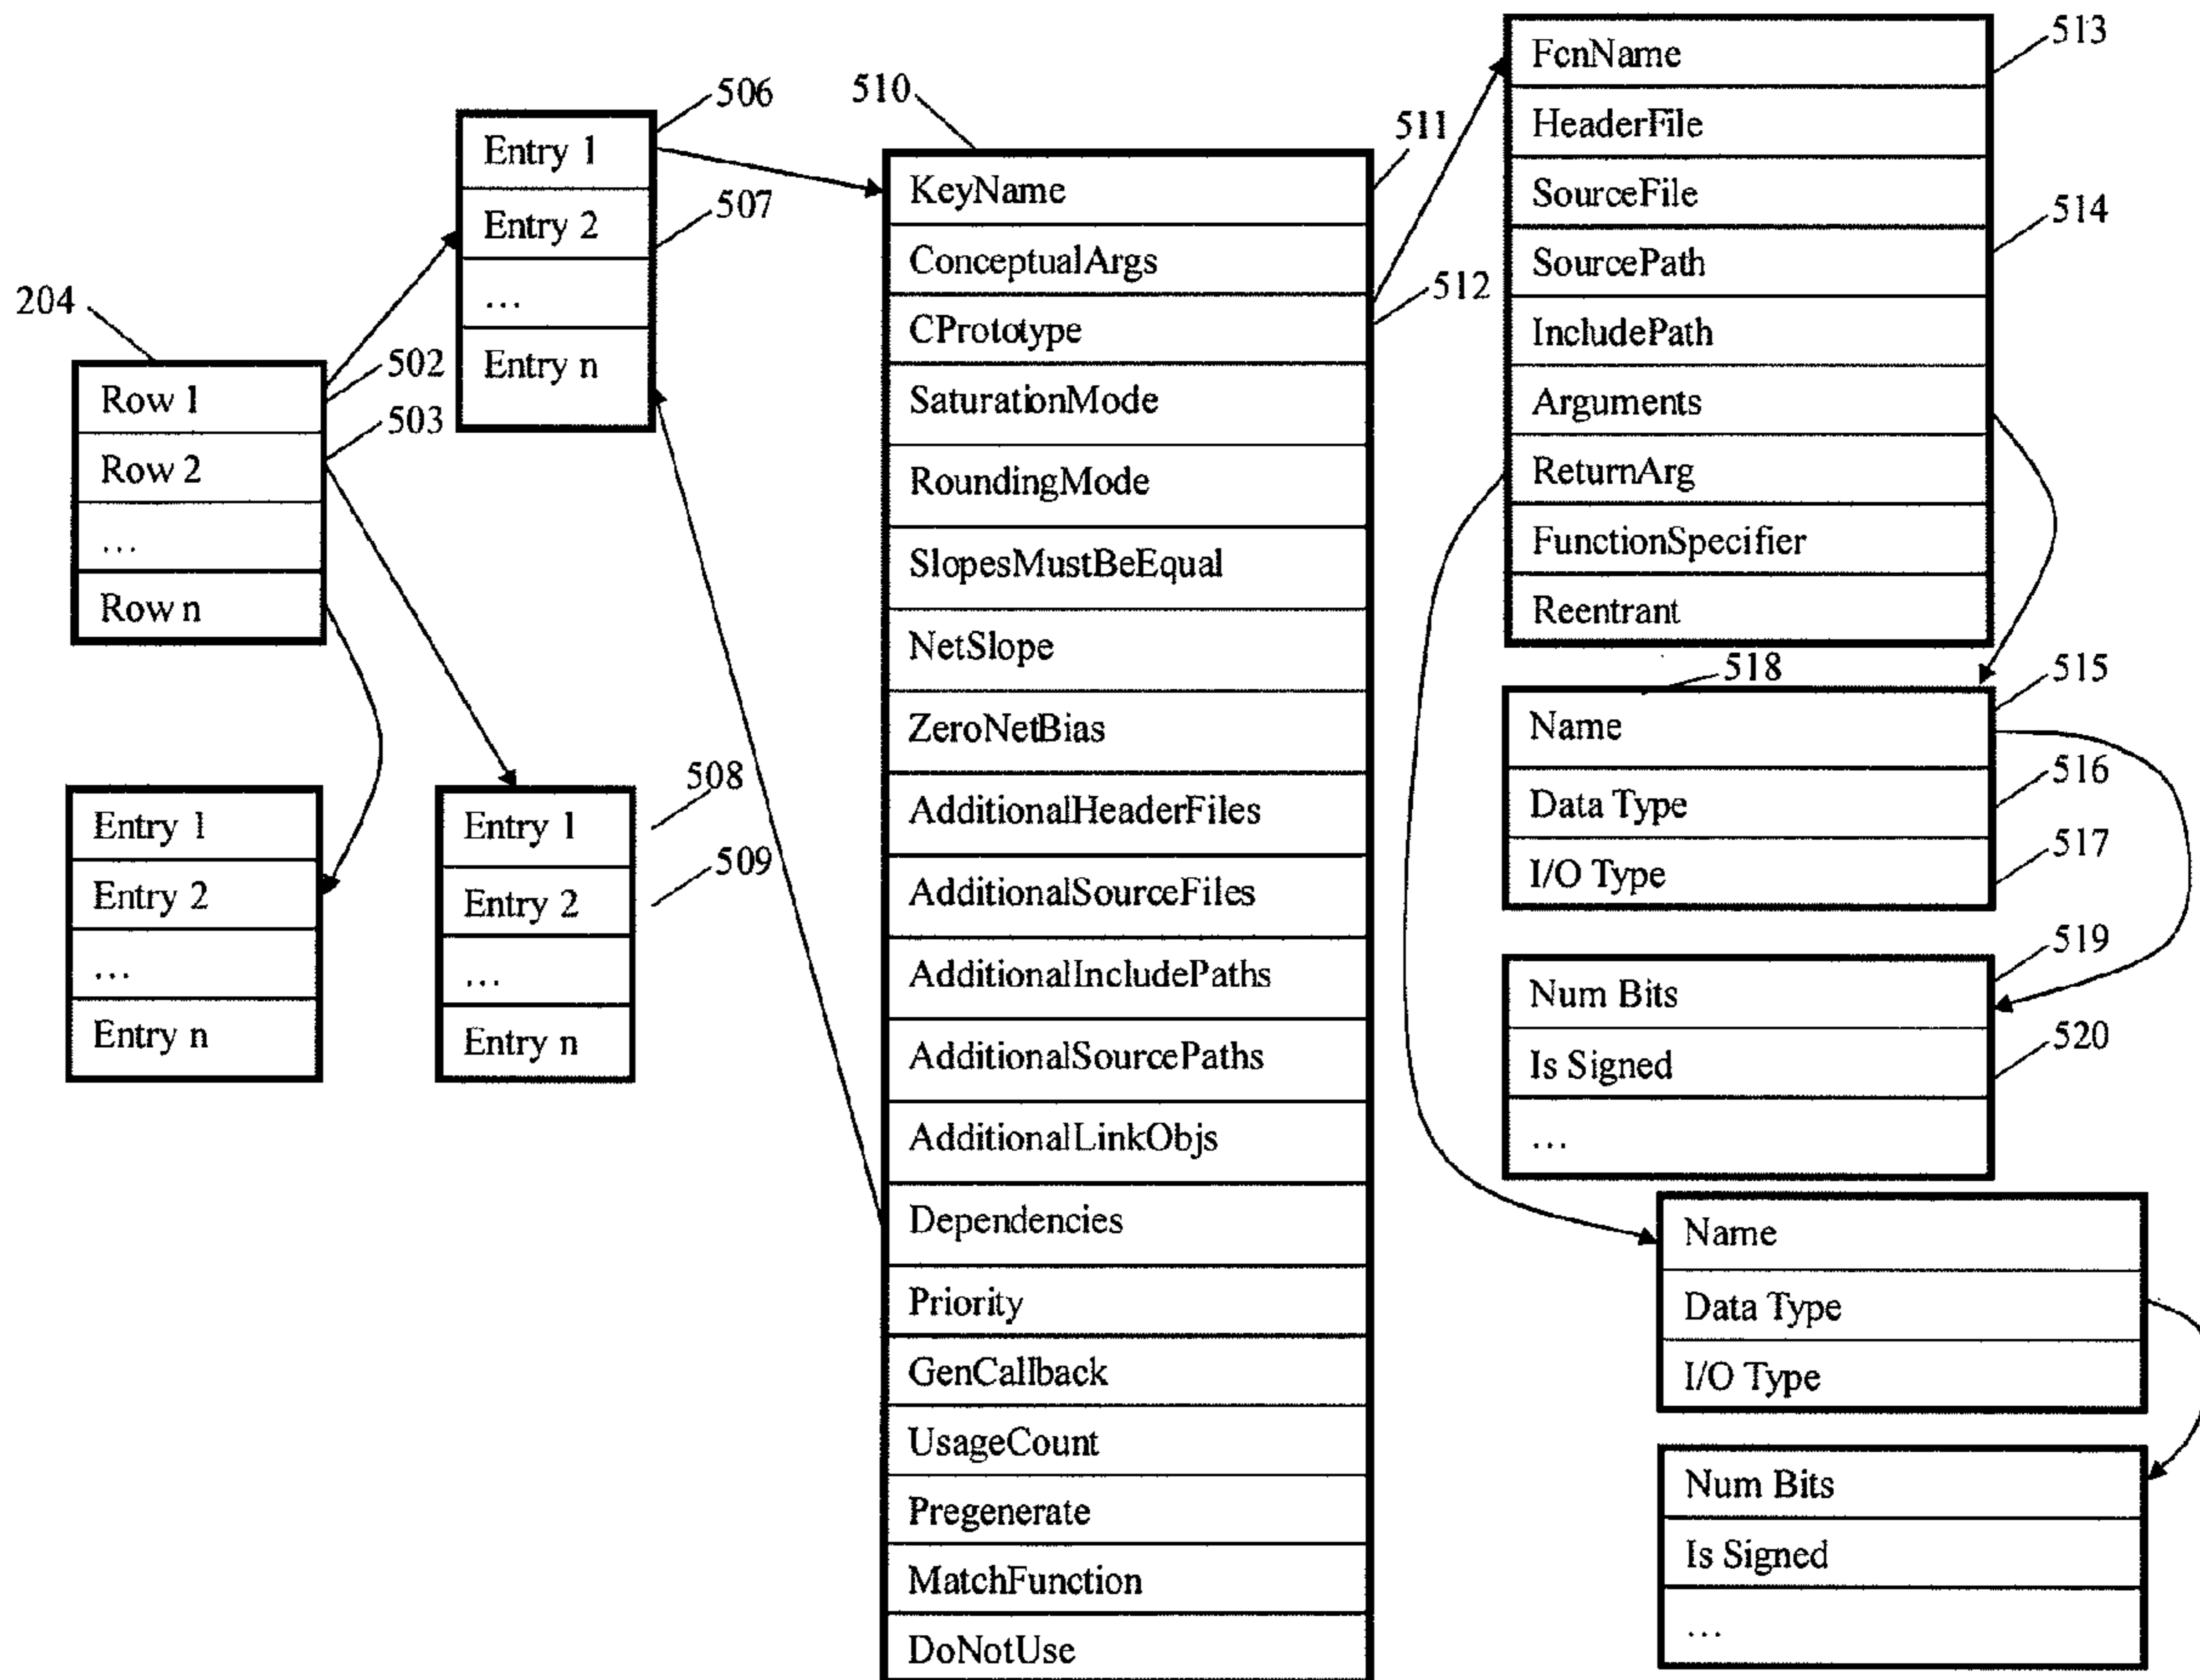 204
Row 1
Row 2
...
Row n
502
503
Entry 1
Entry 2
...
Entry n
506
507
Entry 1
Entry 2
...
Entry n
Entry 1
Entry 2
...
Entry n
508
509
510
KeyName
ConceptualArgs
CPrototype
SaturationMode
RoundingMode
SlopesMustBeEqual
NetSlope
ZeroNetBias
AdditionalHeaderFiles
AdditionalSourceFiles
AdditionalIncludePaths
AdditionalSourcePaths
AdditionalLinkObjs
Dependencies
Priority
GenCallback
UsageCount
Pregenerate
MatchFunction
DoNotUse
511
512
FcnName
HeaderFile
SourceFile
SourcePath
IncludePath
Arguments
ReturnArg
FunctionSpecifier
Reentrant
513
514
518
Name
Data Type
I/O Type
515
516
517
Num Bits
Is Signed
...
519
520
Name
Data Type
I/O Type
Num Bits
Is Signed
...